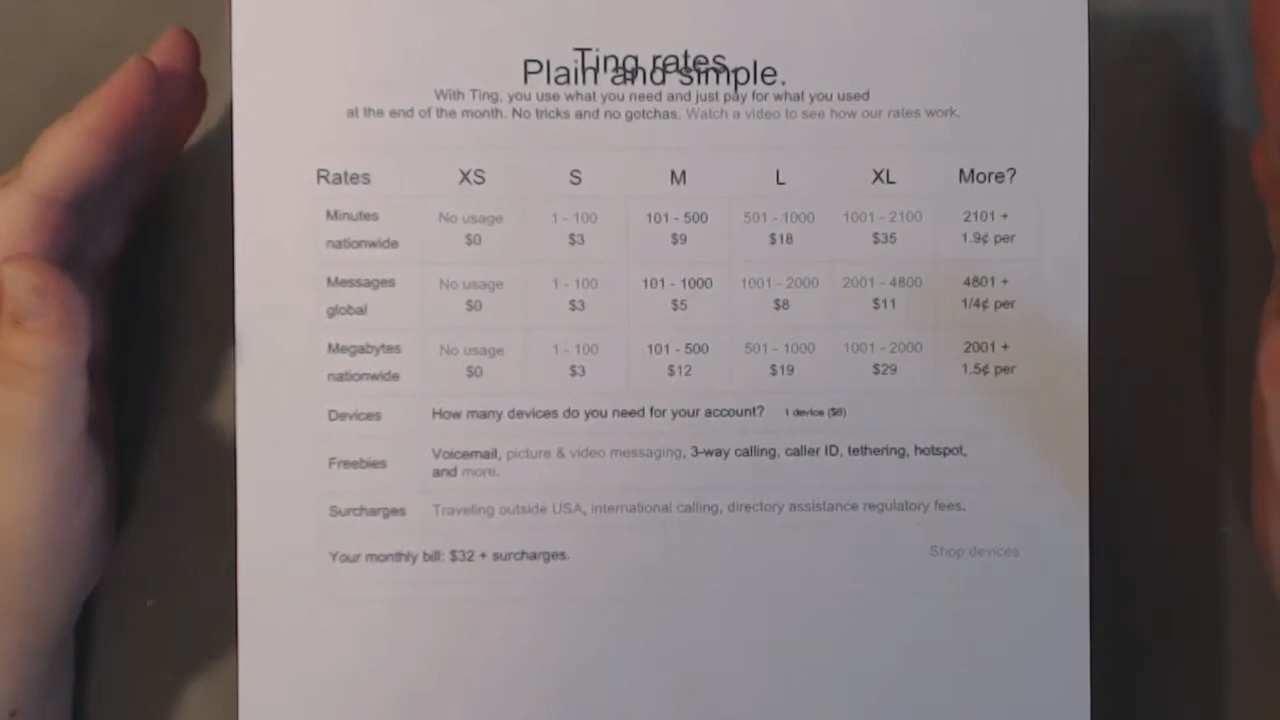 Ting rates.
Plain and simple.
With Ting, you use what you need and just pay for what you used
at the end of the month. No tricks and no gotchas. Watch a video to see how our rates work.
Rates XS S M L XL More?
Minutes No usage 1 - 100 101 - 500 501 - 1000 1001 - 2100 2101 +
nationwide $0 $3 $9 $18 $35 1.9¢ per
Messages No usage 1 - 100 101 - 1000 1001 - 2000 2001 - 4800 4801 +
global $0 $3 $5 $8 $11 1/4¢ per
Megabytes No usage 1 - 100 101 - 500 501 - 1000 1001 - 2000 2001 +
nationwide $0 $3 $12 $19 $29 1.5¢ per
Devices How many devices do you need for your account? 1 device ($6)
Freebies Voicemail, picture & video messaging, 3-way calling, caller ID, tethering, hotspot,
and more.
Surcharges Traveling outside USA, international calling, directory assistance regulatory fees.
Your monthly bill: $32 + surcharges. Shop devices